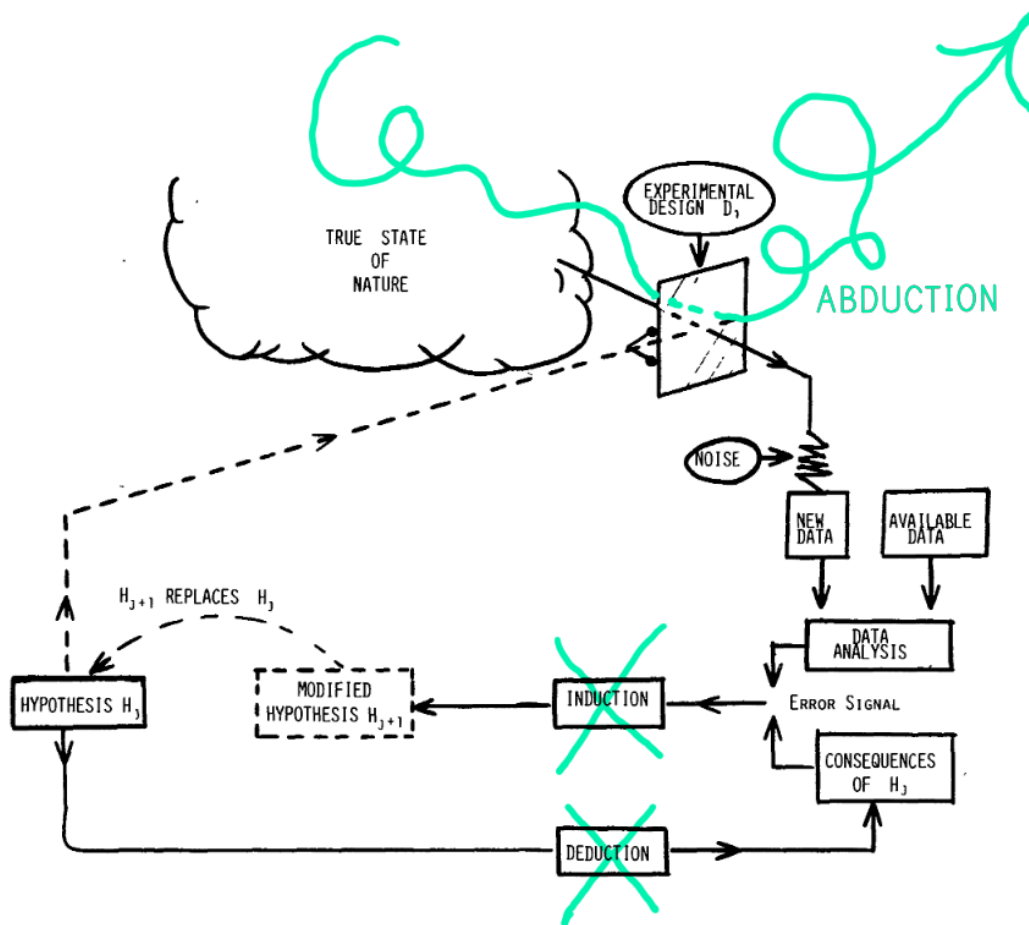 EXPERIMENTAL
DESIGN Dj
TRUE STATE
OF
NATURE
ABDUCTION
NOISE
NEW
DATA
AVAILABLE
DATA
HJ+1 REPLACES HJ
DATA
ANALYSIS
HYPOTHESIS HJ
MODIFIED
HYPOTHESIS HJ+1
INDUCTION
ERROR SIGNAL
CONSEQUENCES
OF HJ
DEDUCTION